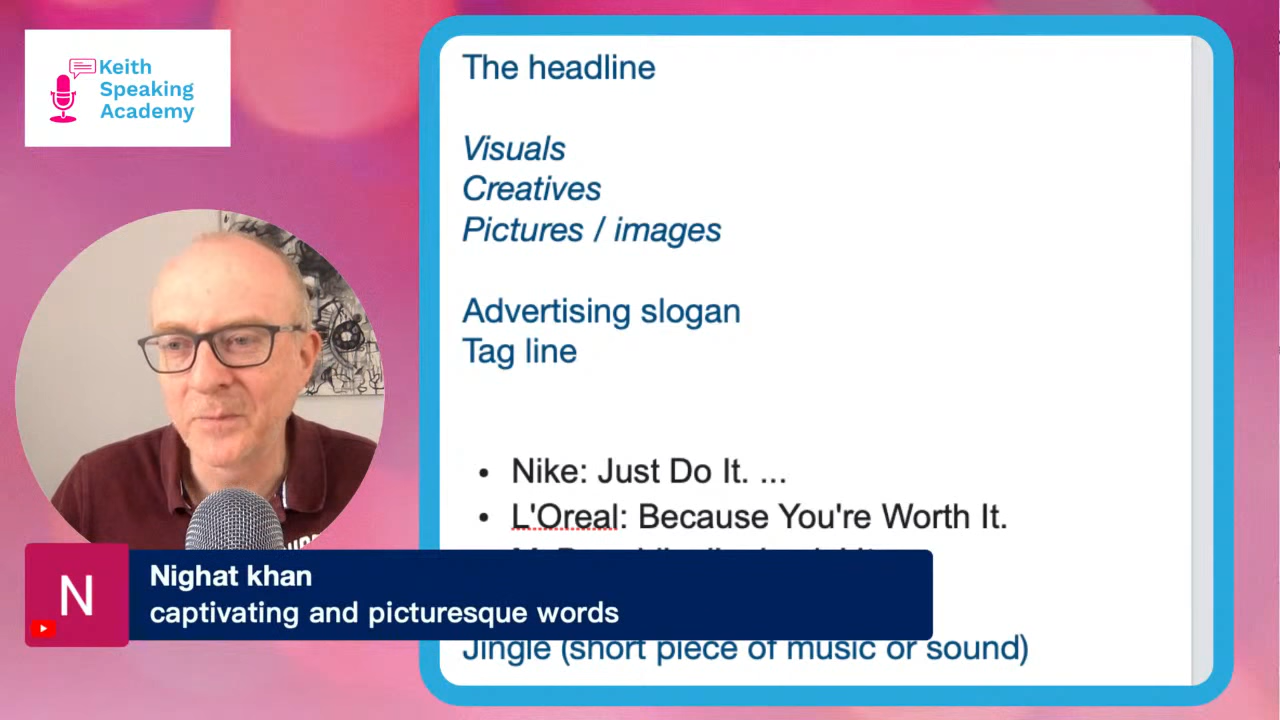 Keith
Speaking
Academy
The headline
Visuals
Creatives
Pictures / images
Advertising slogan
Tag line
• Nike: Just Do It. ...
• L'Oreal: Because You're Worth It.
N
Nighat khan
captivating and picturesque words
Jingle (short piece of music or sound)